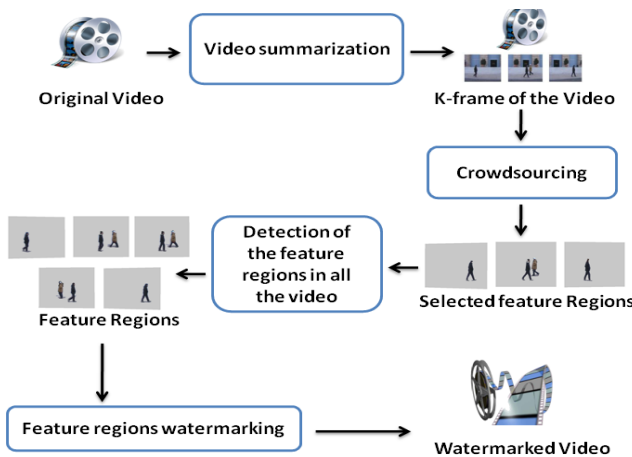 Video summarization
Original Video
K-frame of the Video
Crowdsourcing
Selected feature Regions
Detection of
the feature
regions in all
the video
Feature Regions
Feature regions watermarking
Watermarked Video